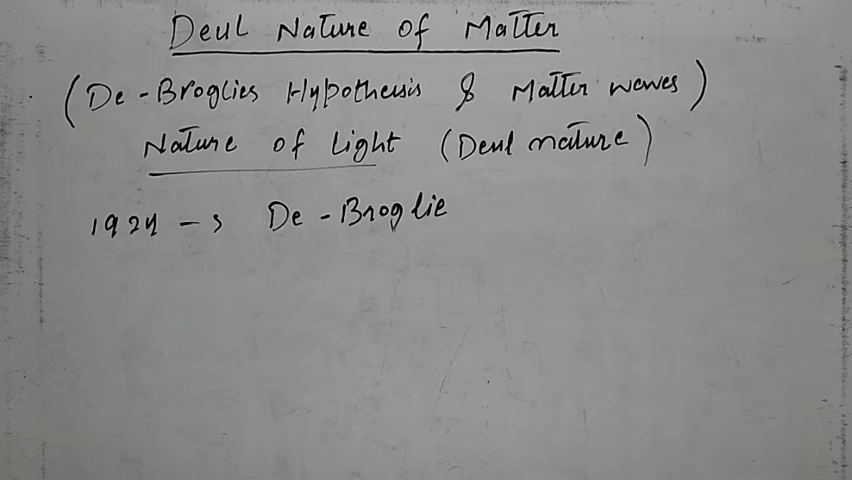 Deul Nature of Matter
(De-Broglies Hypothesis & Matter waves)
Nature of Light (Deul nature)
1924 → De-Broglie